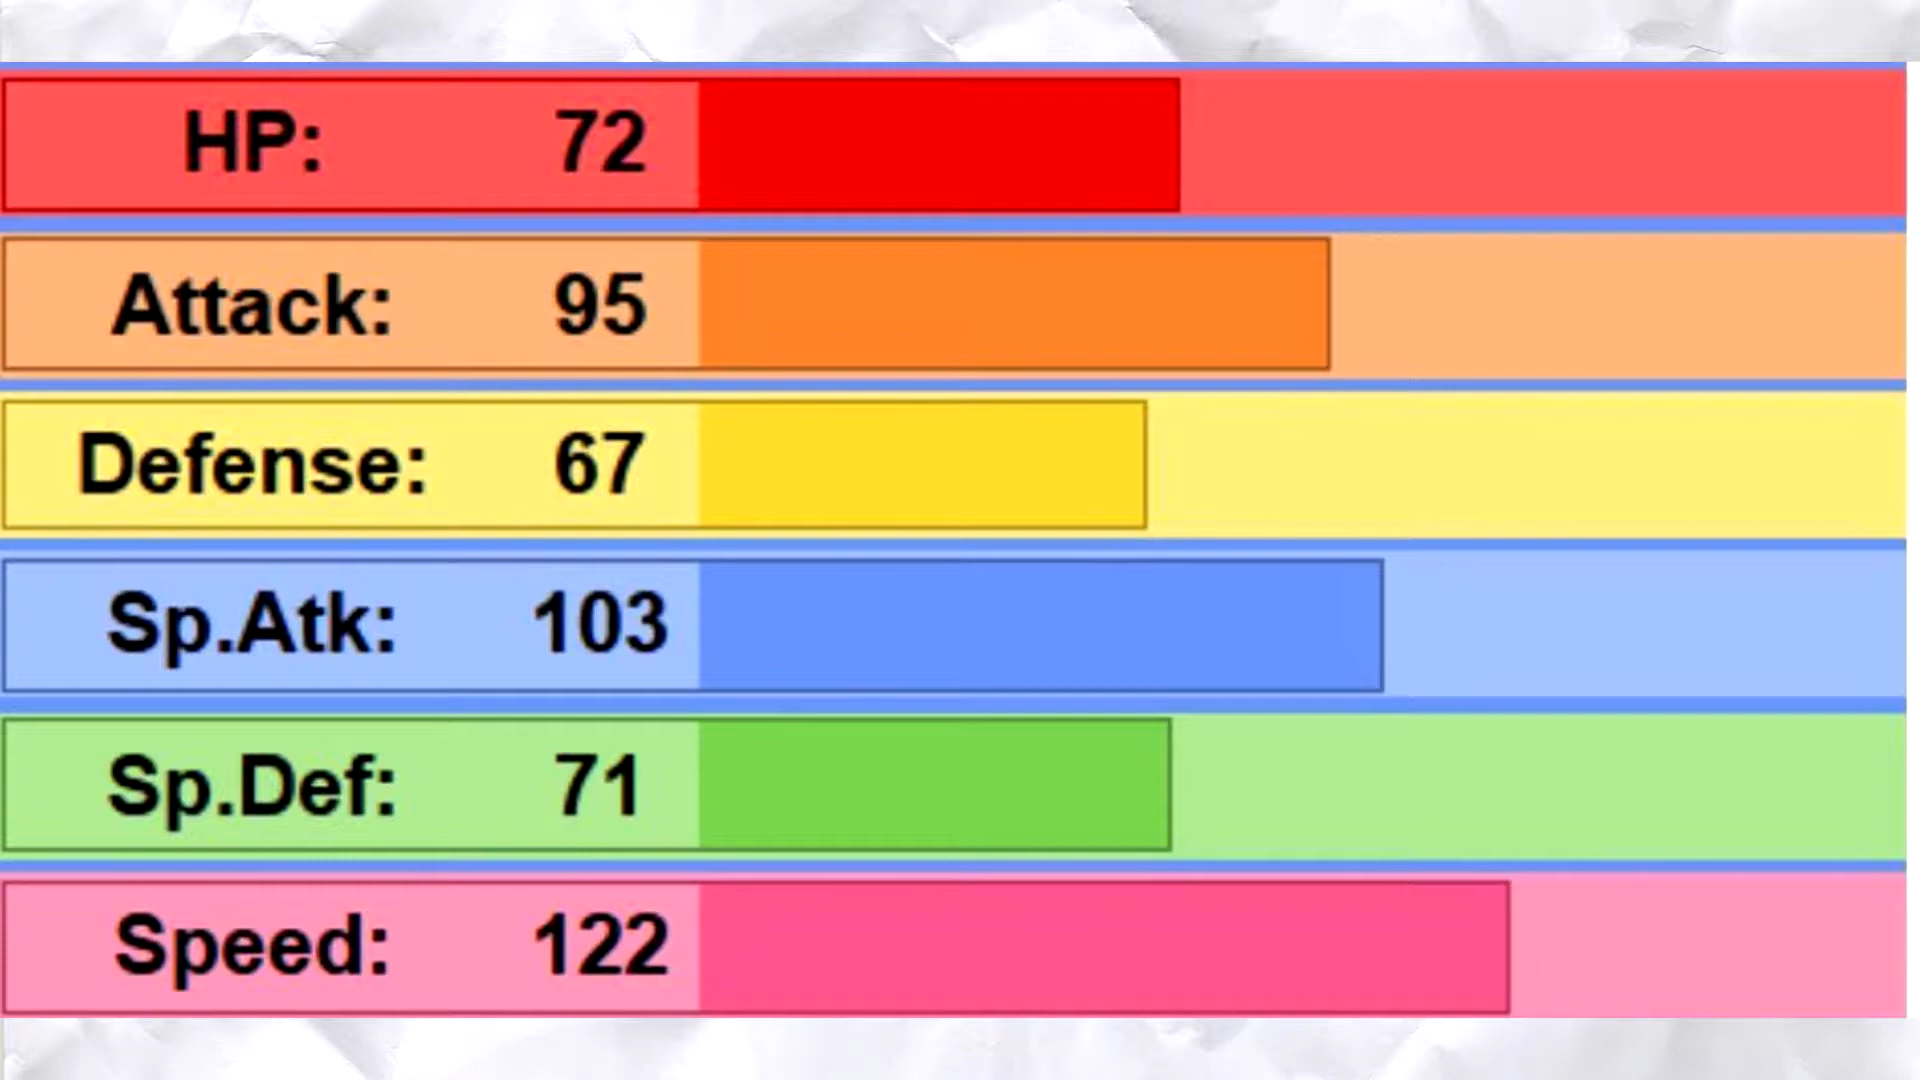 HP: 72
Attack: 95
Defense: 67
Sp.Atk: 103
Sp.Def: 71
Speed: 122